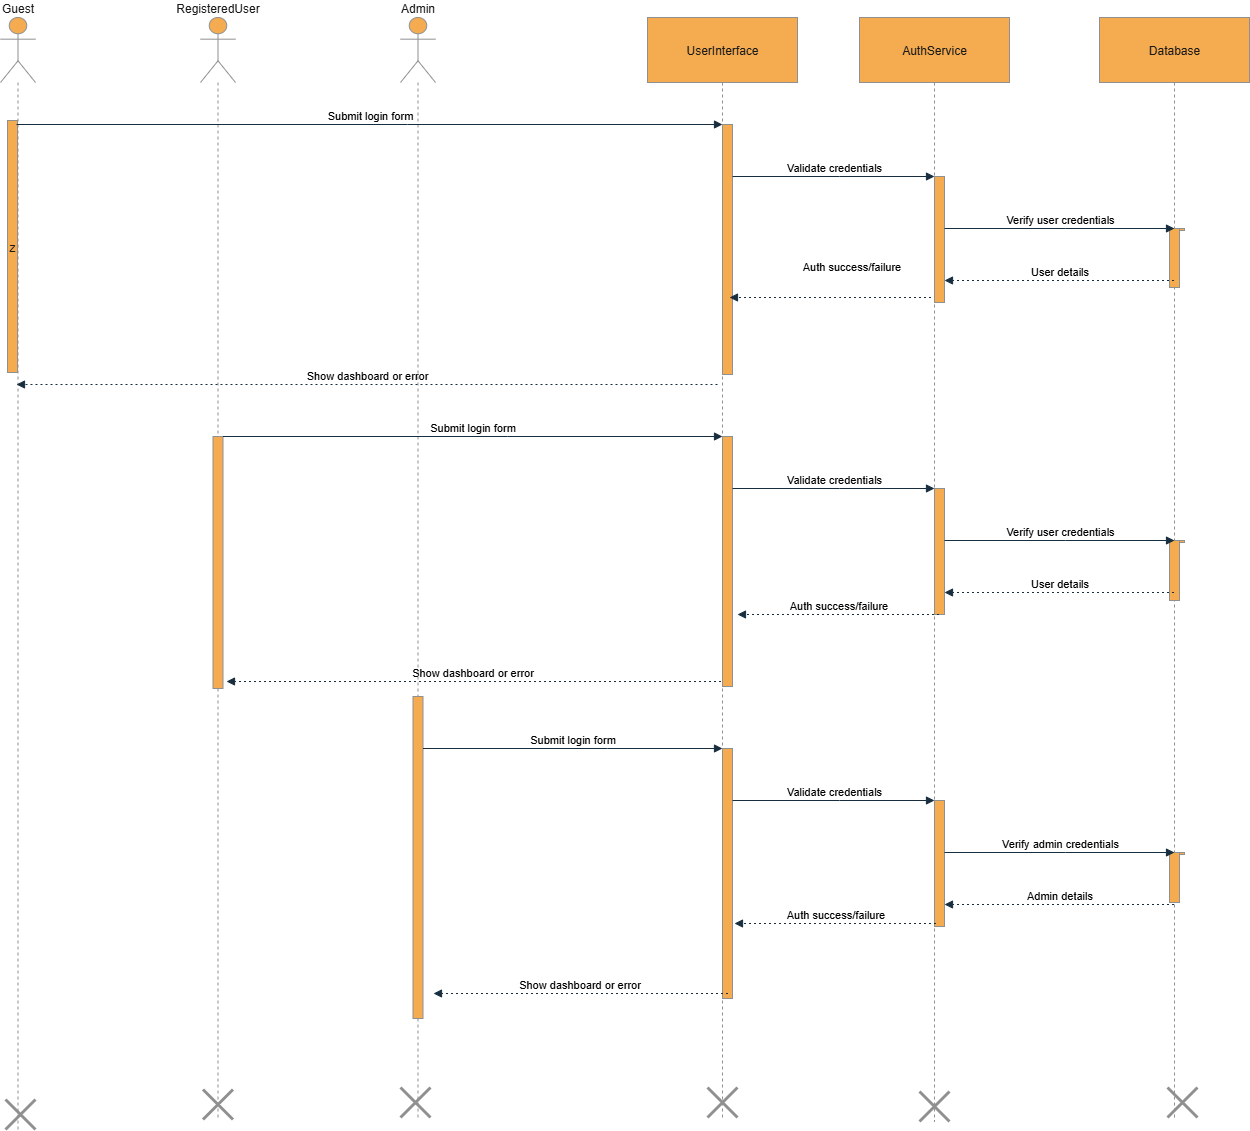 Guest
RegisteredUser
Admin
UserInterface
AuthService
Database
Submit login form
Validate credentials
Verify user credentials
z
Auth success/failure
User details
Show dashboard or error
Submit login form
Validate credentials
Verify user credentials
User details
Auth success/failure
Show dashboard or error
Submit login form
Validate credentials
Verify admin credentials
Admin details
Auth success/failure
Show dashboard or error